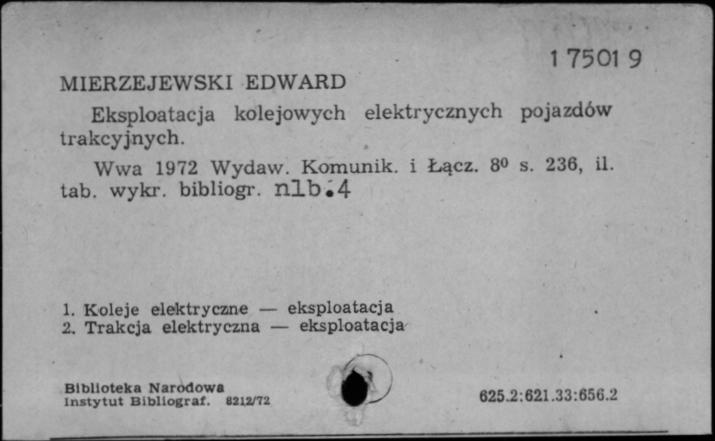 1 7501 9
MIERZEJEWSKI EDWARD
Eksploatacja kolejowych elektrycznych pojazdów
trakcyjnych.
Wwa 1972 Wydaw. Komunik. i Łącz. 8⁰ s. 236, il.
tab. wykr. bibliogr. nlb.4
1. Koleje elektryczne — eksploatacja
2. Trakcja elektryczna — eksploatacja
Biblioteka Narodowa
Instytut Bibliograf. 8212/72
625.2:621.33:656.2